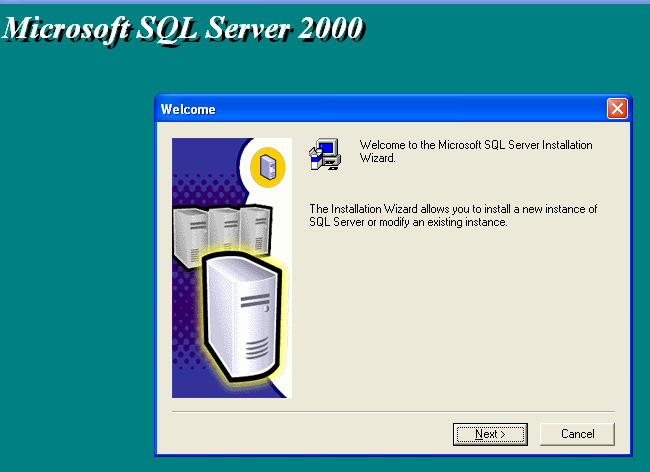 Microsoft SQL Server 2000
Welcome
Welcome to the Microsoft SQL Server Installation
Wizard.
The Installation Wizard allows you to install a new instance of
SQL Server or modify an existing instance.
Next >
Cancel